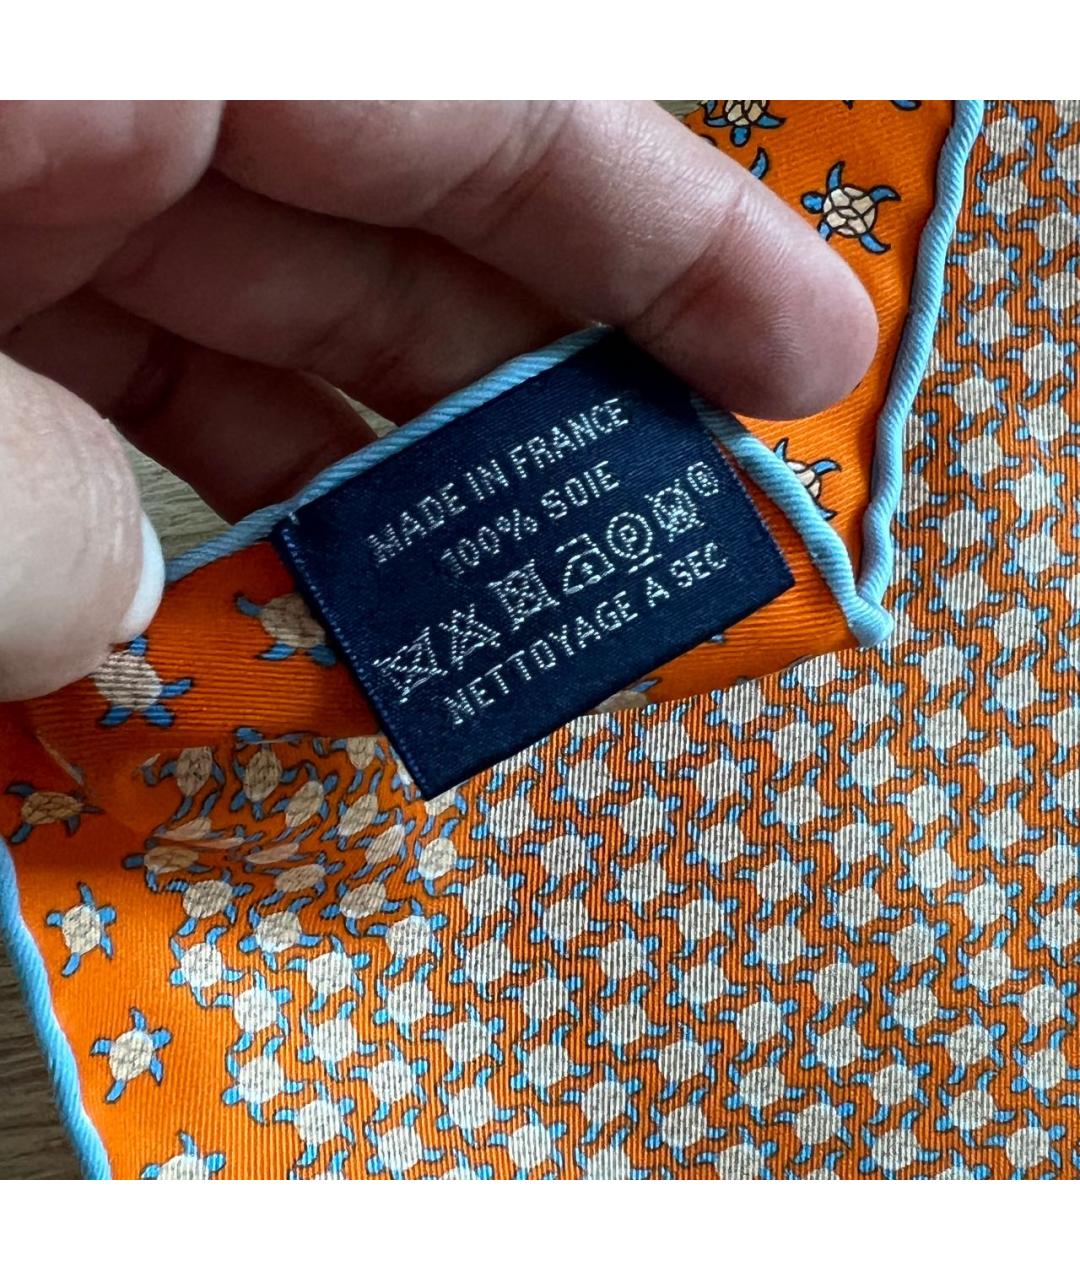 MADE IN FRANCE
100% SOIE
P ®
NETTOYAGE A SEC